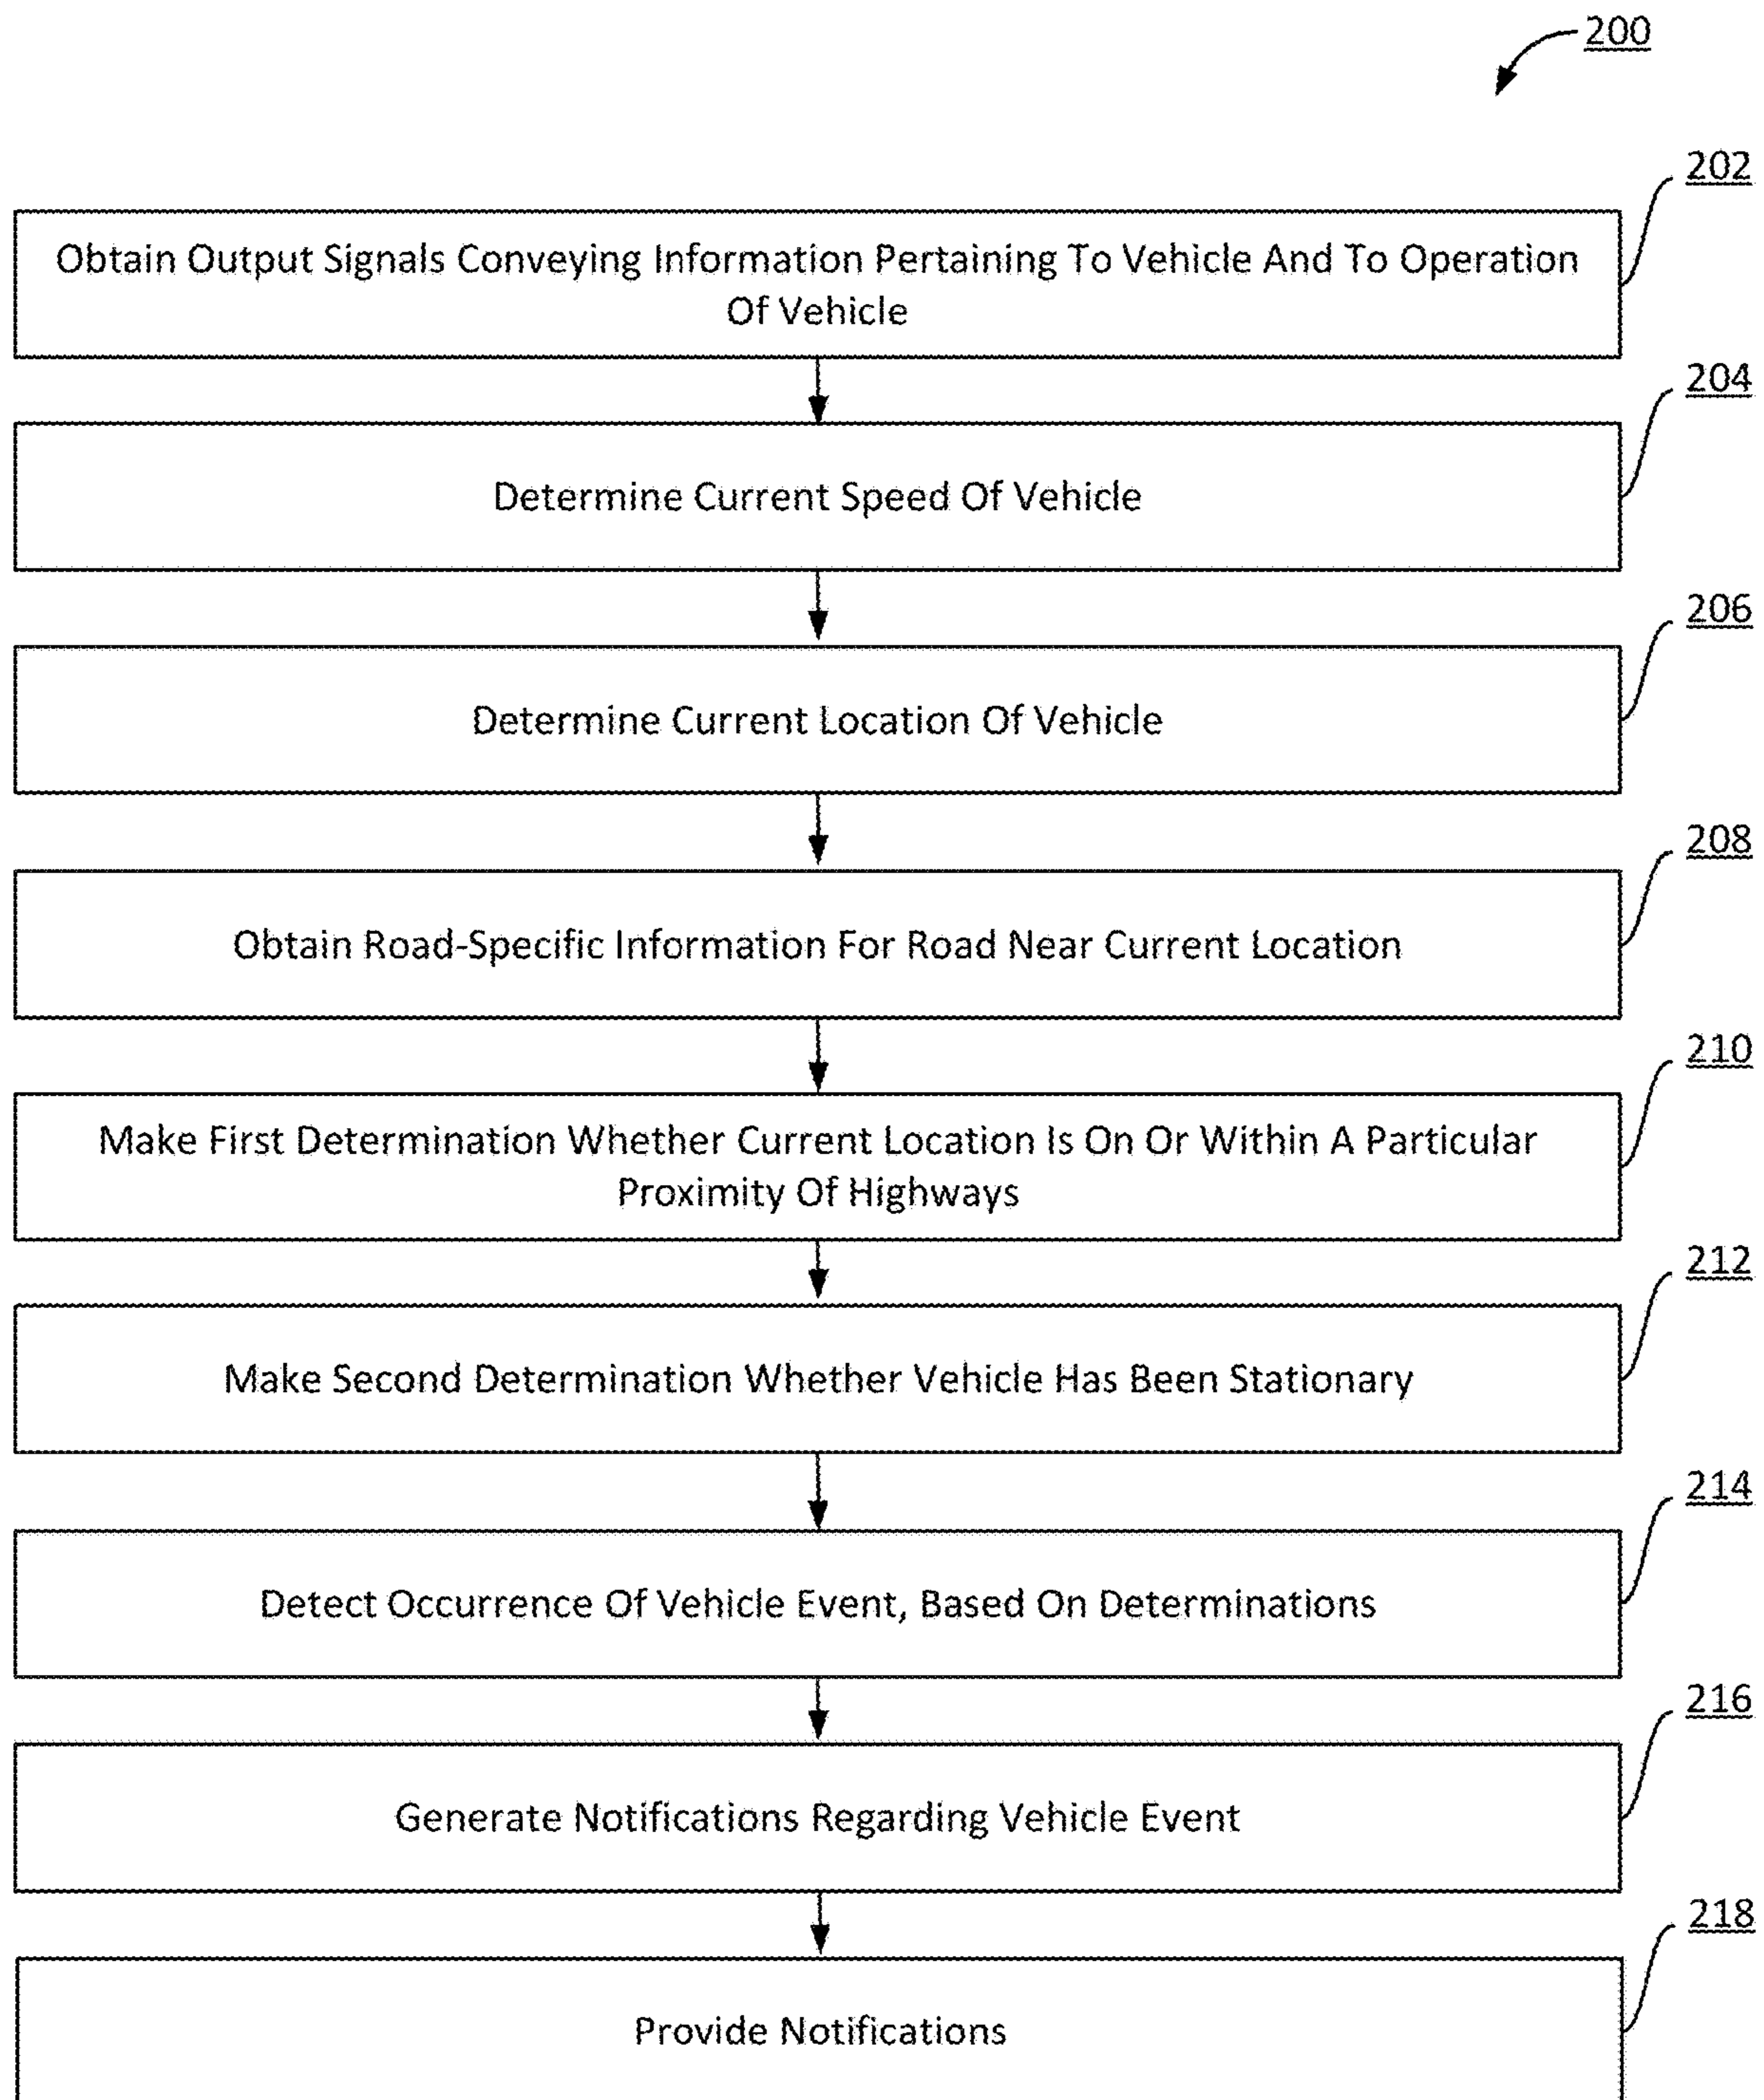 200
202
Obtain Output Signals Conveying Information Pertaining To Vehicle And To Operation
Of Vehicle
204
Determine Current Speed Of Vehicle
206
Determine Current Location Of Vehicle
208
Obtain Road-Specific Information For Road Near Current Location
210
Make First Determination Whether Current Location Is On Or Within A Particular
Proximity Of Highways
212
Make Second Determination Whether Vehicle Has Been Stationary
214
Detect Occurrence Of Vehicle Event, Based On Determinations
216
Generate Notifications Regarding Vehicle Event
218
Provide Notifications